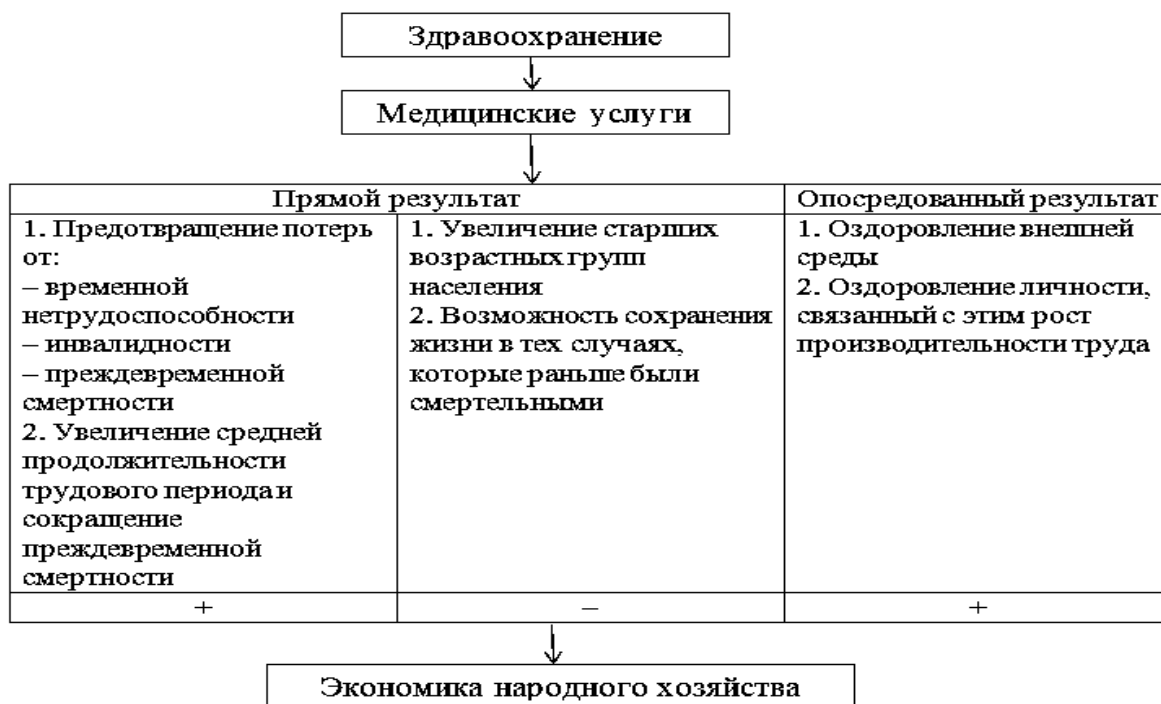 Здравоохранение
Медицинские услуги
Прямой результат
Опосредованный результат
1. Предотвращение потерь
от:
– временной
нетрудоспособности
– инвалидности
– преждевременной
смертности
2. Увеличение средней
продолжительности
трудового периода и
сокращение
преждевременной
смертности
1. Увеличение старших
возрастных групп
населения
2. Возможность сохранения
жизни в тех случаях,
которые раньше были
смертельными
1. Оздоровление внешней
среды
2. Оздоровление личности,
связанный с этим рост
производительности труда
+
–
+
Экономика народного хозяйства